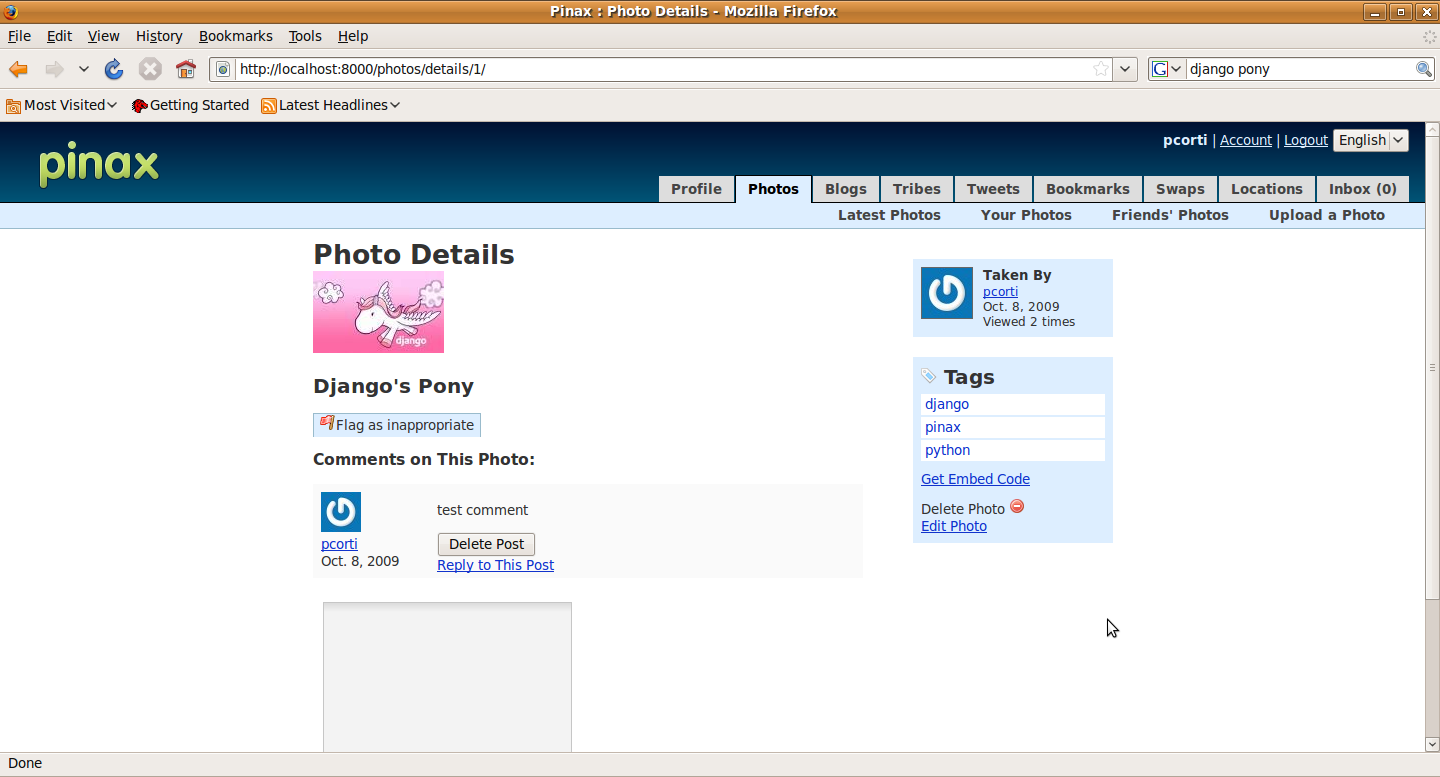 Pinax : Photo Details - Mozilla Firefox
File Edit View History Bookmarks Tools Help
http://localhost:8000/photos/details/1/
django pony
Most Visited Getting Started Latest Headlines
pinax
pcorti | Account | Logout English
Profile Photos Blogs Tribes Tweets Bookmarks Swaps Locations Inbox (0)
Latest Photos Your Photos Friends' Photos Upload a Photo
Photo Details
django
Django's Pony
Flag as inappropriate
Comments on This Photo:
test comment
Delete Post
pcorti
Oct. 8, 2009
Reply to This Post
Taken By
pcorti
Oct. 8, 2009
Viewed 2 times
Tags
django
pinax
python
Get Embed Code
Delete Photo
Edit Photo
Done